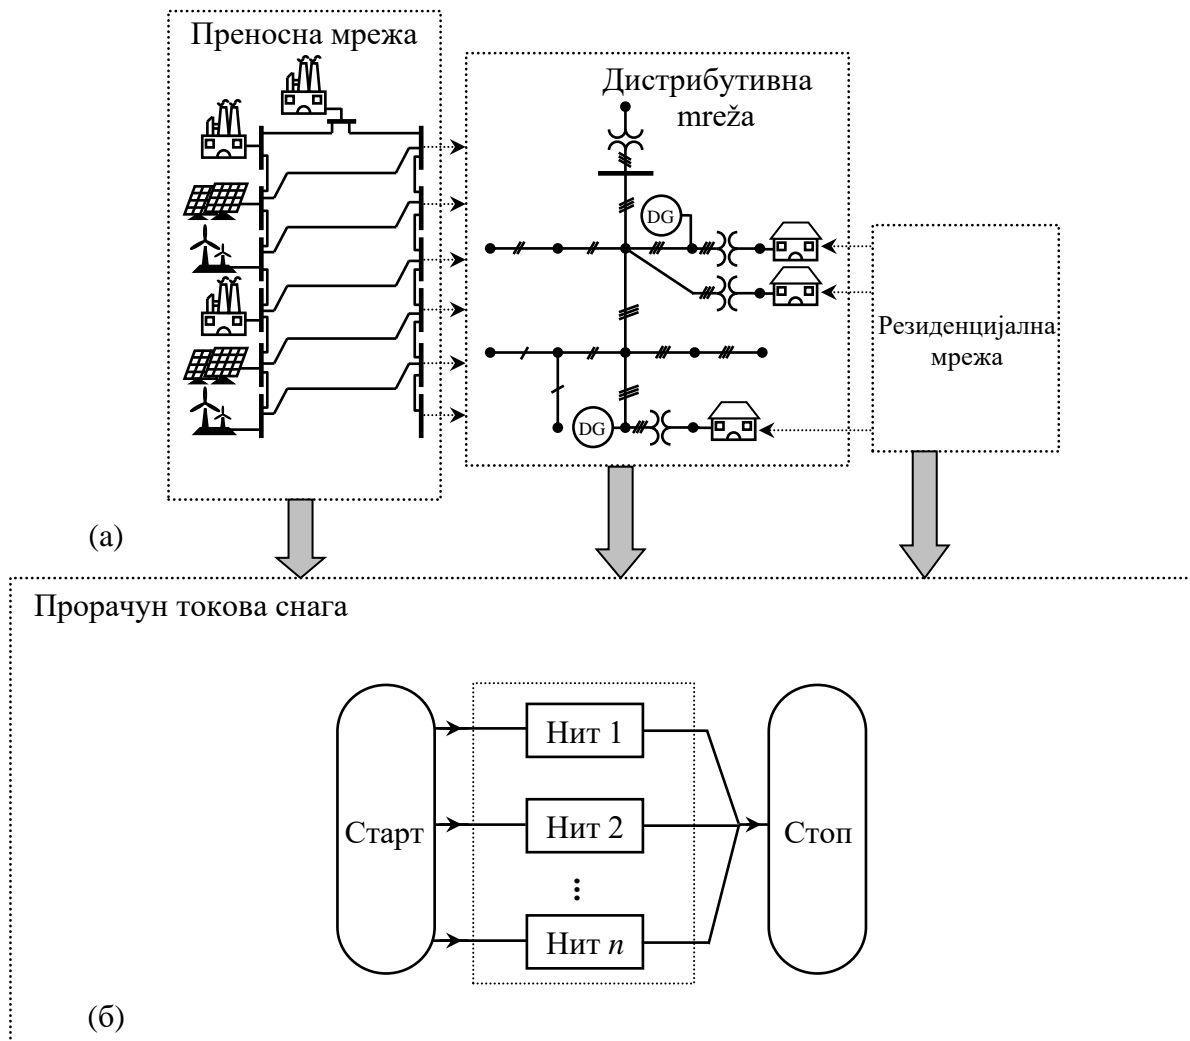 Преносна мрежа
Дистрибутивна
mreža
DG
DG
Резиденцијална
мрежа
(а)
Прорачун токова снага
Старт
Нит 1
Нит 2
⋮
Нит n
Стоп
(б)